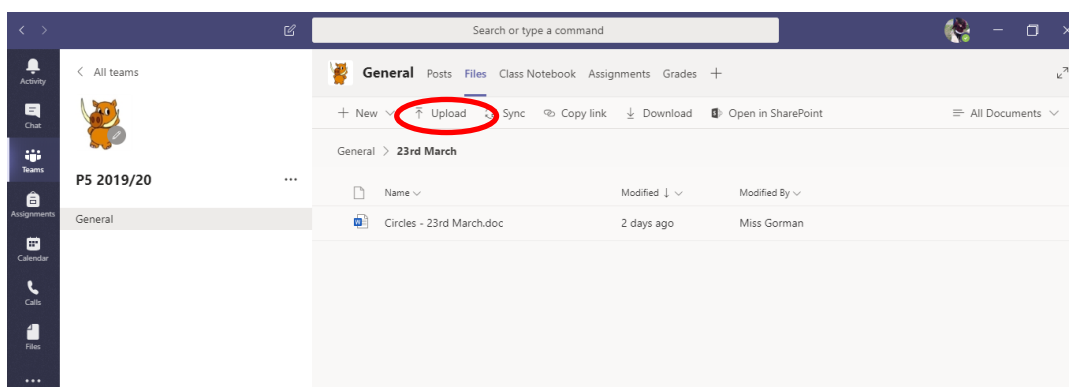 Search or type a command
Activity
Chat
Teams
Assignments
Calendar
Calls
Files
All teams
P5 2019/20
General
General Posts Files Class Notebook Assignments Grades
New Upload Sync Copy link Download Open in SharePoint All Documents
General > 23rd March
Name Modified Modified By
Circles - 23rd March.doc 2 days ago Miss Gorman